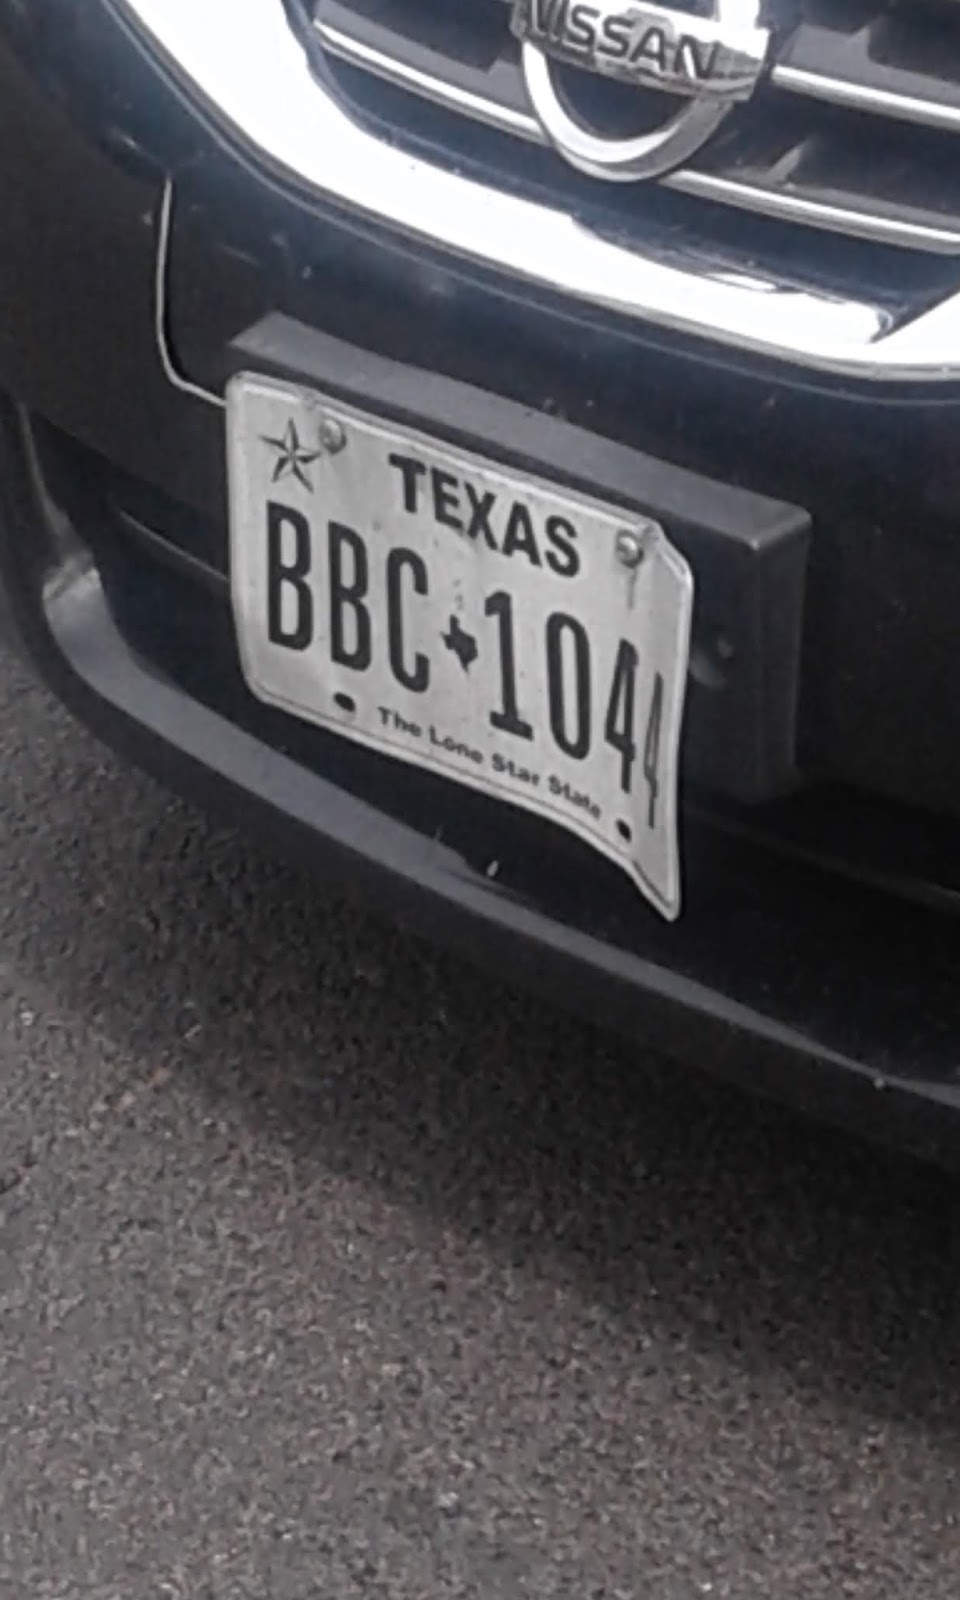 NISSAN
TEXAS
BBC 1044
The Lone Star State